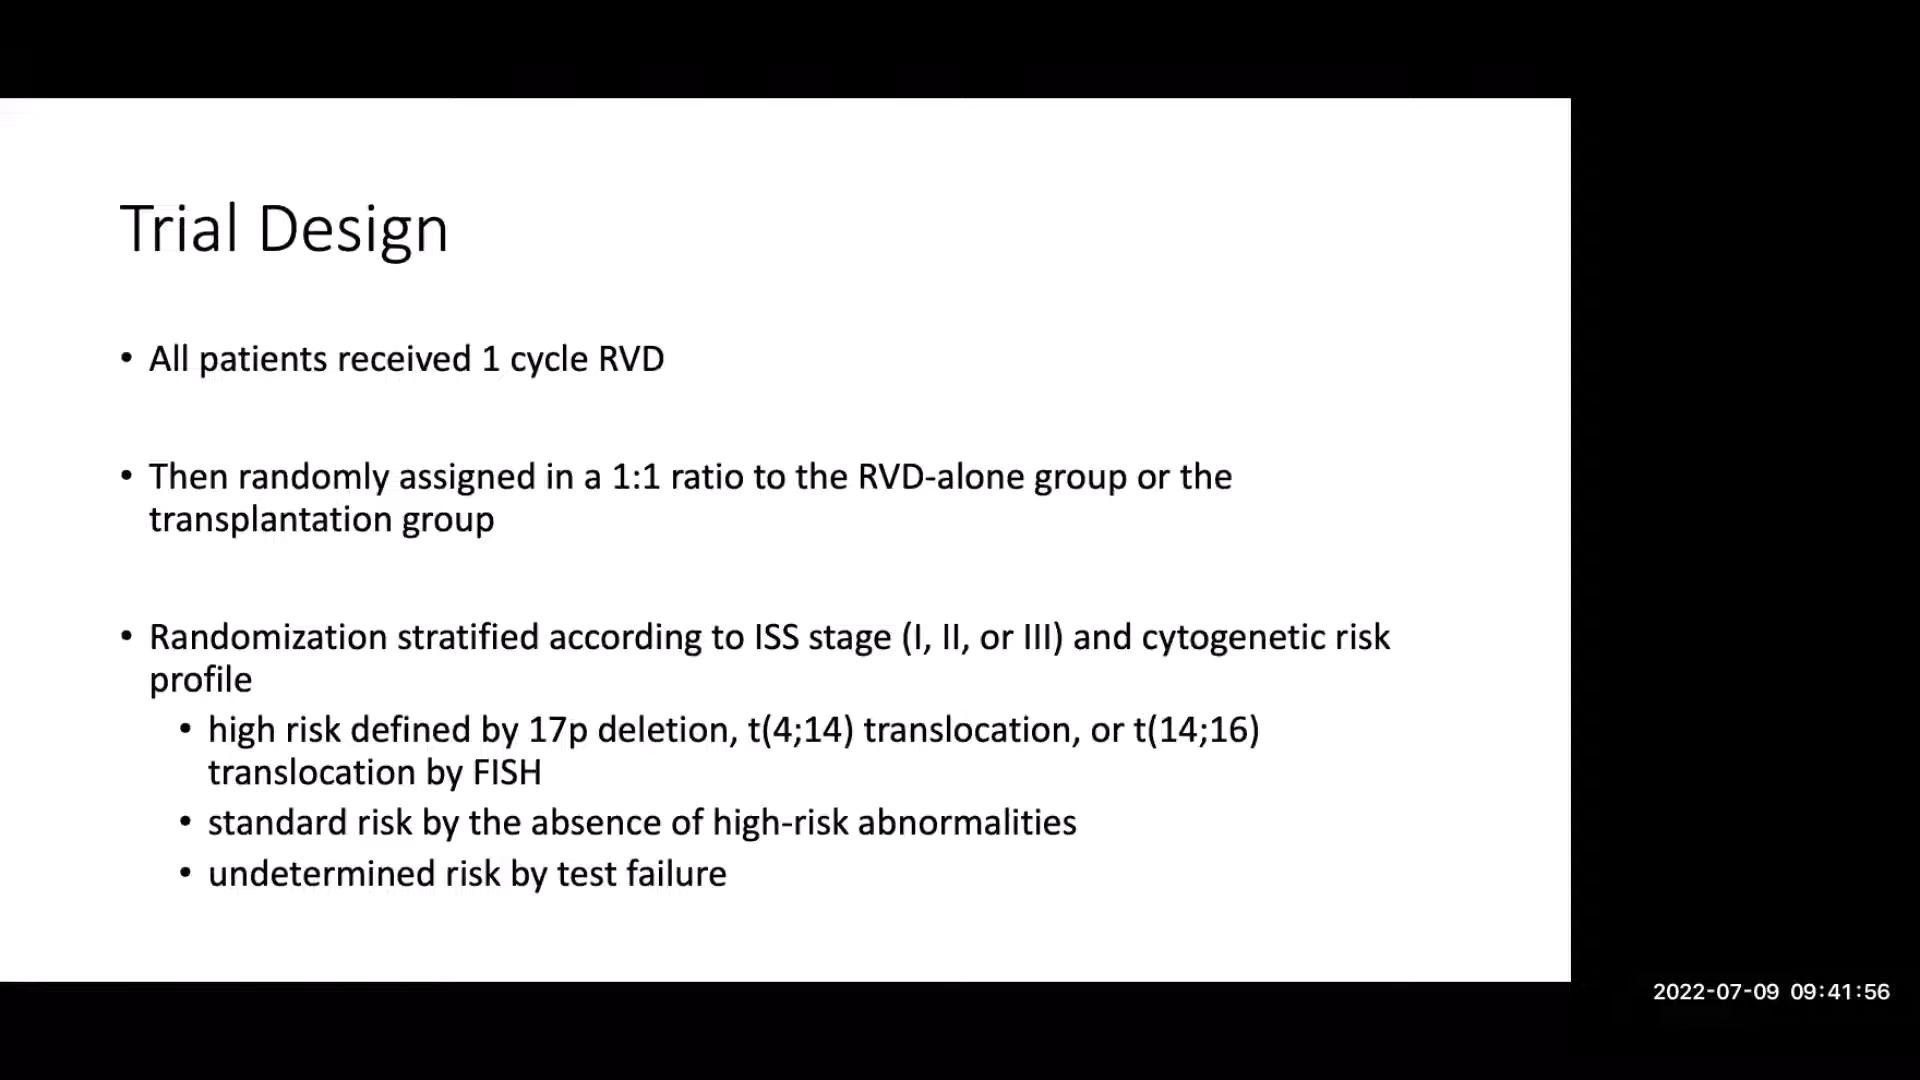 Trial Design
• All patients received 1 cycle RVD
• Then randomly assigned in a 1:1 ratio to the RVD-alone group or the
transplantation group
• Randomization stratified according to ISS stage (I, II, or III) and cytogenetic risk
profile
• high risk defined by 17p deletion, t(4;14) translocation, or t(14;16)
translocation by FISH
• standard risk by the absence of high-risk abnormalities
• undetermined risk by test failure
2022-07-09 09:41:56